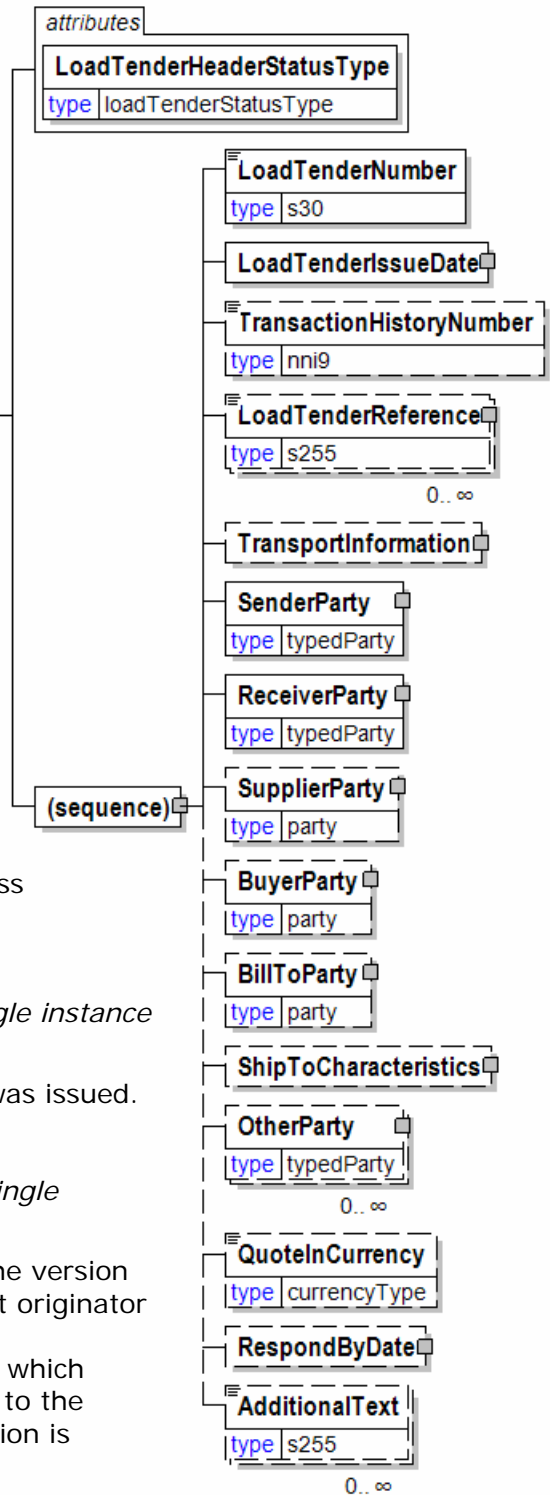 attributes
LoadTenderHeaderStatusType
type loadTenderStatusType
LoadTenderNumber
type s30
LoadTenderIssueDate
TransactionHistoryNumber
type nni9
LoadTenderReference
type s255
0.. ∞
TransportInformation
SenderParty
type typedParty
ReceiverParty
type typedParty
(sequence)
SupplierParty
type party
BuyerParty
type party
BillToParty
type party
ShipToCharacteristics
OtherParty
type typedParty
0.. ∞
QuoteInCurrency
type currencyType
RespondByDate
AdditionalText
type s255
0.. ∞
ss
gle instance
was issued.
ingle
he version
t originator
which
to the
ion is